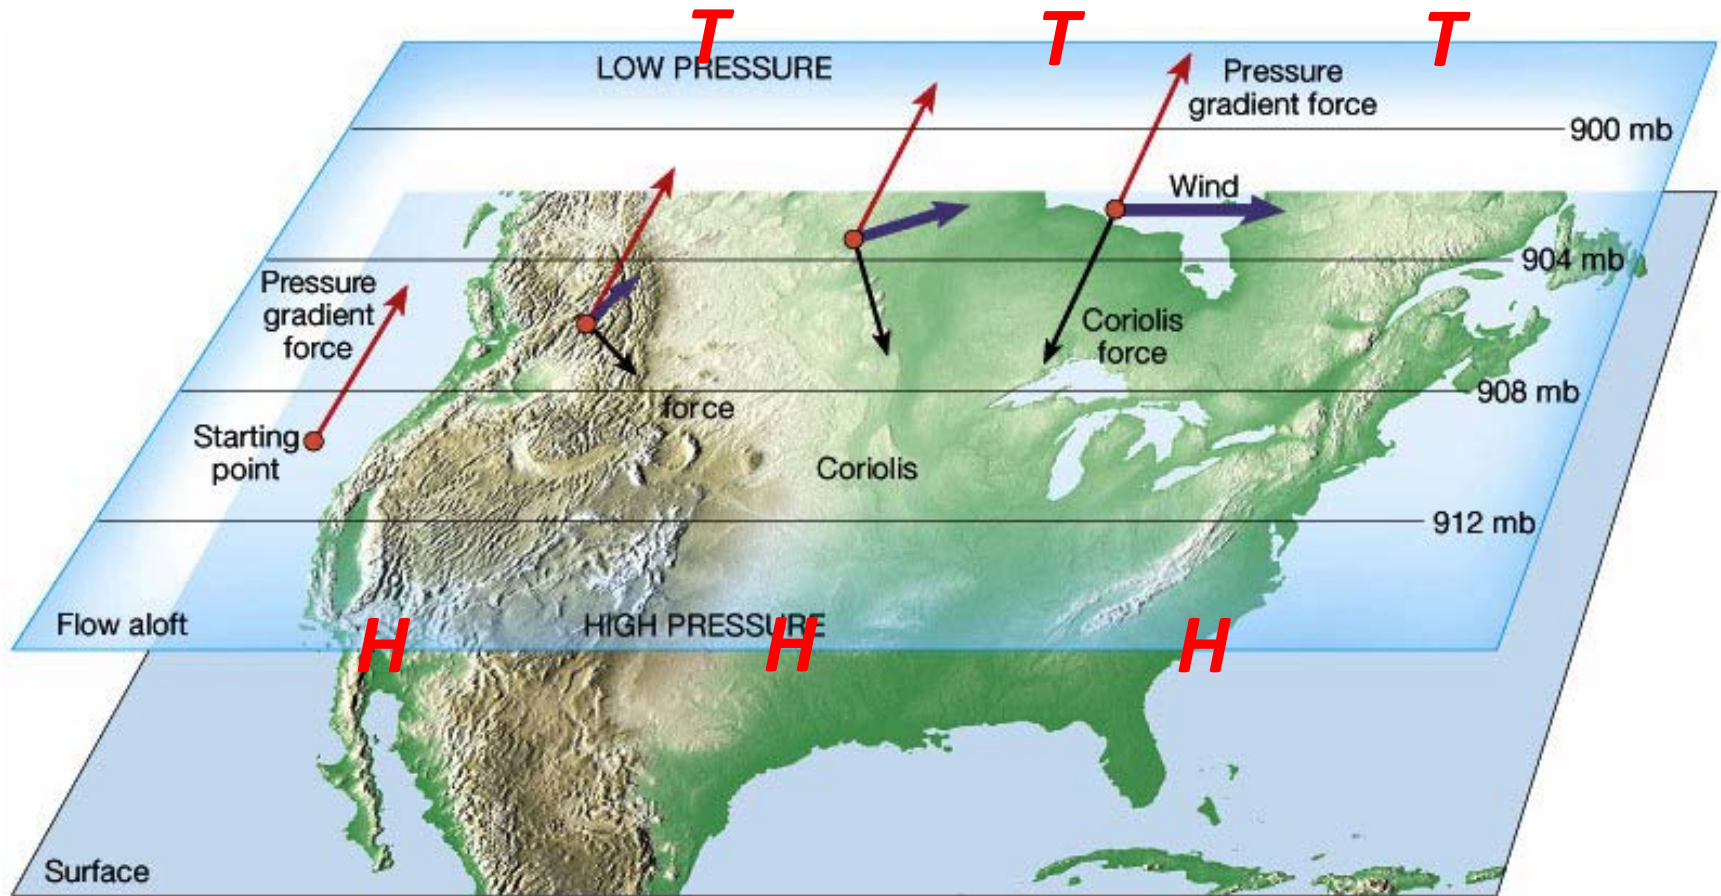 T T T
LOW PRESSURE
Pressure
gradient force
900 mb
Wind
904 mb
Pressure
gradient
force
Coriolis
force
908 mb
force
Starting
point
Coriolis
912 mb
Flow aloft
HIGH PRESSURE
H H H
Surface